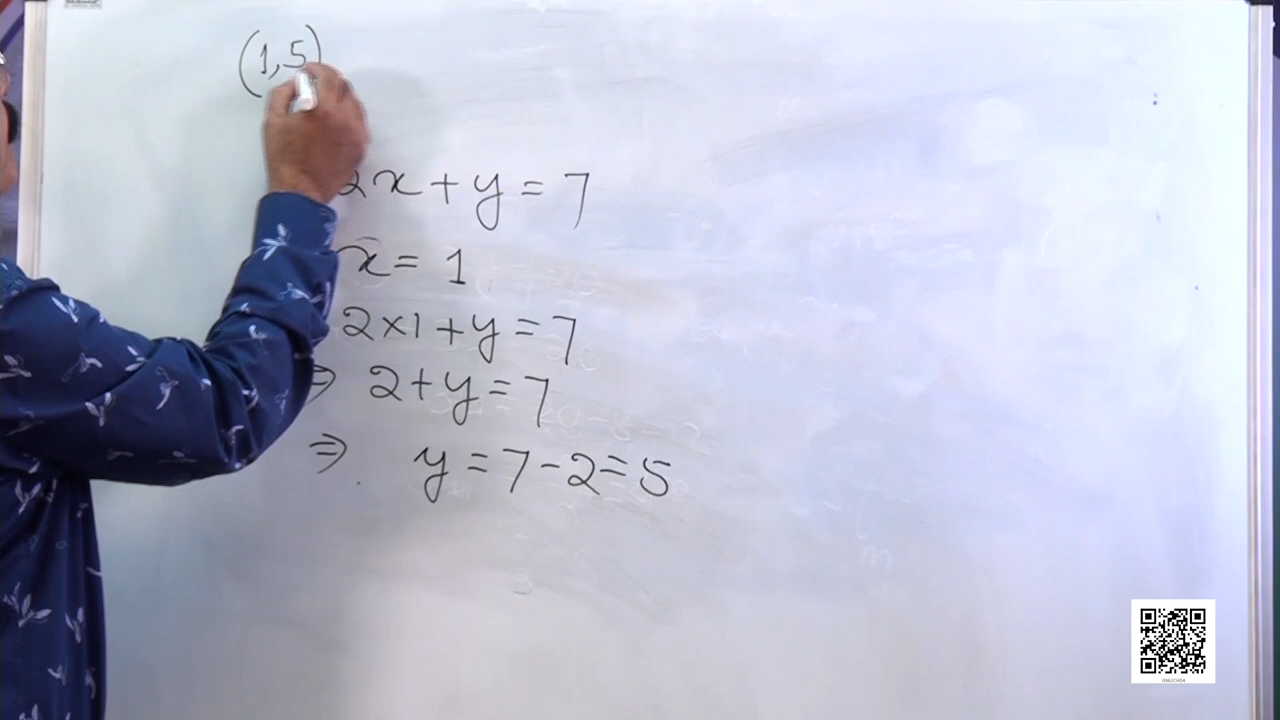 (1,5)
2x + y = 7
x = 1
2×1 + y = 7
⇒ 2 + y = 7
⇒ y = 7 - 2 = 5